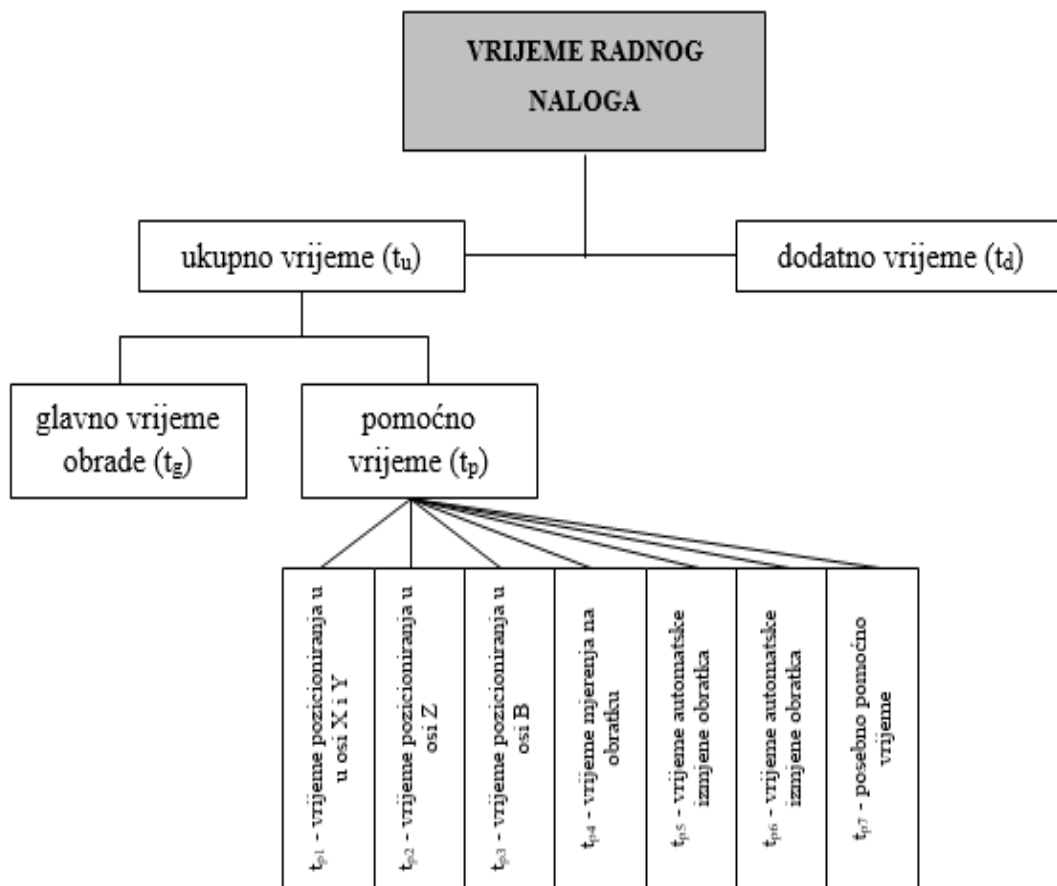 VRIJEME RADNOG
NALOGA
ukupno vrijeme (tu)
dodatno vrijeme (td)
glavno vrijeme
obrade (tg)
pomoćno
vrijeme (tp)
tp1 - vrijeme pozicioniranja u
u osi X i Y
tp2 - vrijeme pozicioniranja u
osi Z
tp3 - vrijeme pozicioniranja u
osi B
tp4 - vrijeme mjerenja na
obratku
tp5 - vrijeme automatske
izmjene obratka
tp6 - vrijeme automatske
izmjene obratka
tp7 - posebno pomoćno
vrijeme